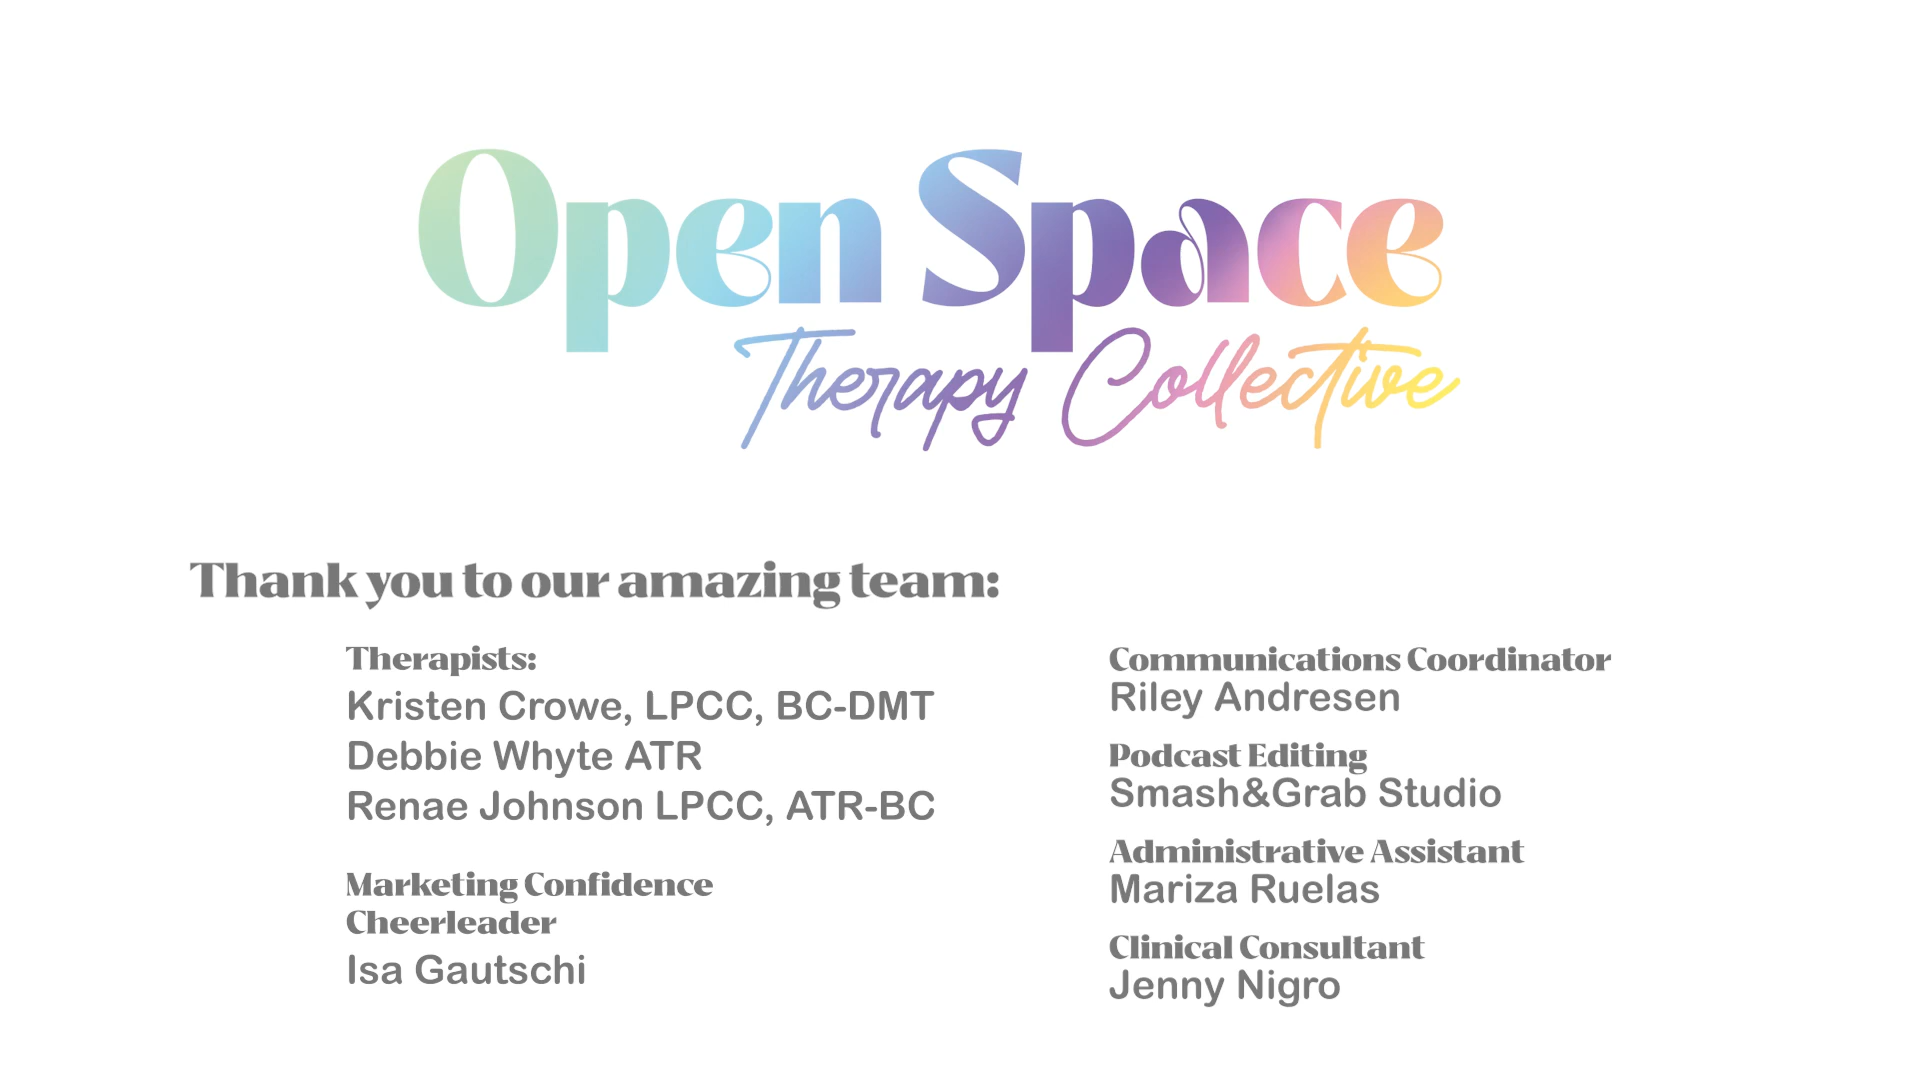 Open Space
Therapy Collective
Thank you to our amazing team:
Therapists:
Kristen Crowe, LPCC, BC-DMT
Debbie Whyte ATR
Renae Johnson LPCC, ATR-BC
Marketing Confidence
Cheerleader
Isa Gautschi
Communications Coordinator
Riley Andresen
Podcast Editing
Smash&Grab Studio
Administrative Assistant
Mariza Ruelas
Clinical Consultant
Jenny Nigro